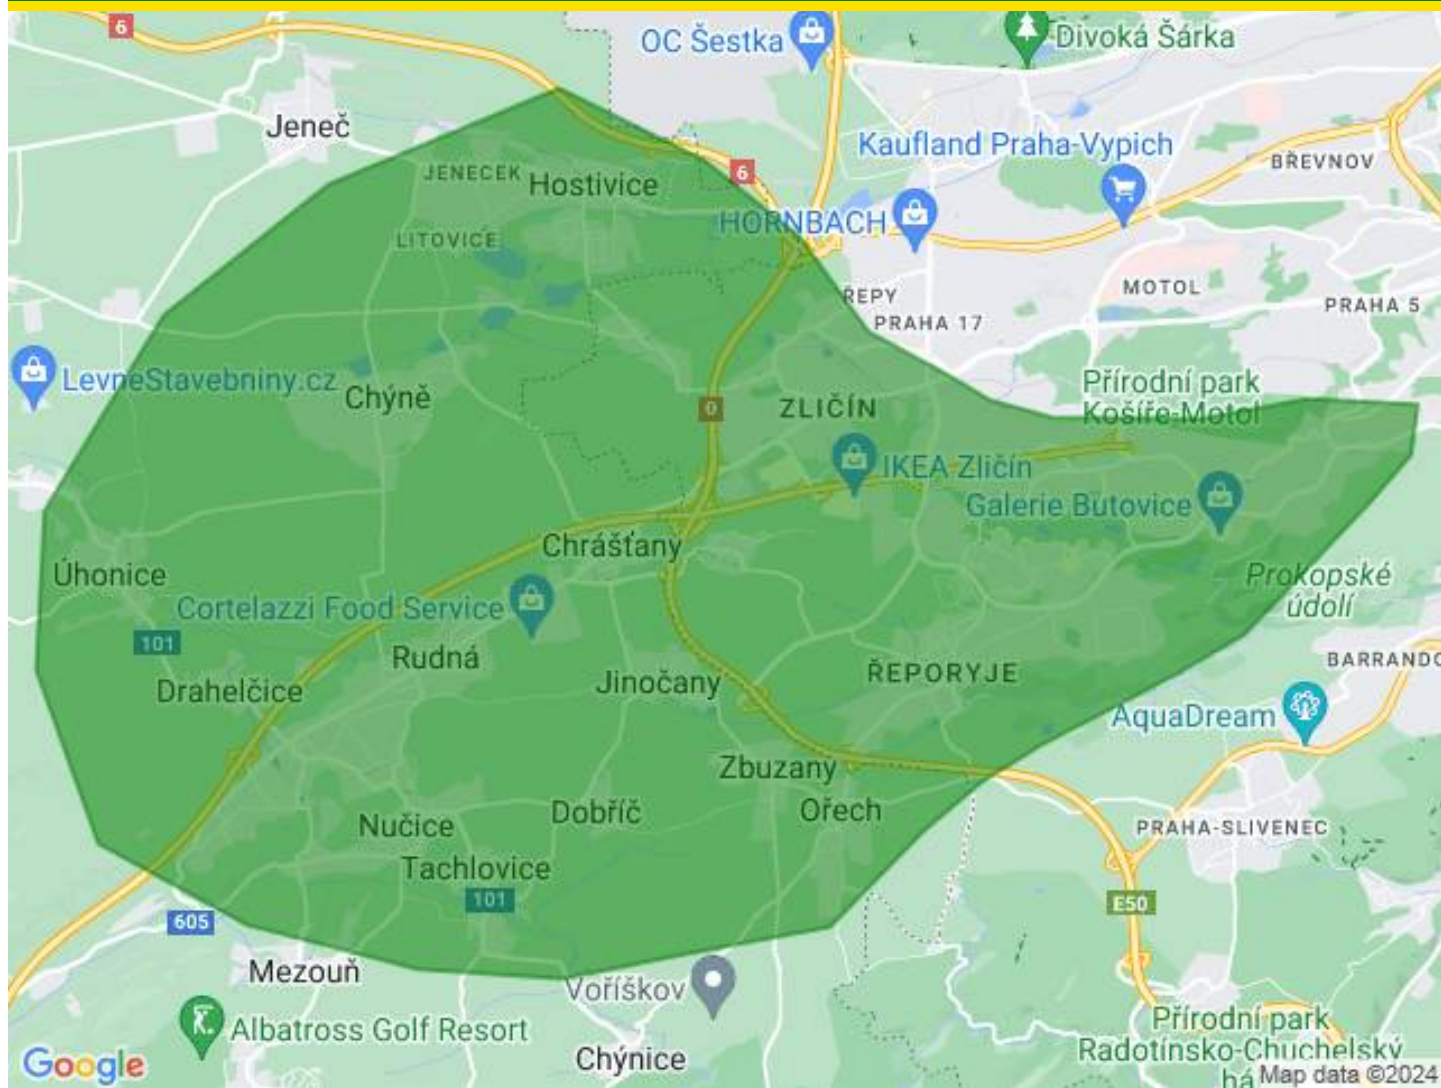 6
OC Šestka
Divoká Šárka
Jeneč
Kaufland Praha-Vypich
BŘEVNOV
JENEČEK
Hostivice
6
HORNBACH
LITOVICE
ŘEPY
MOTOL
PRAHA 17
PRAHA 5
LevneStavebniny.cz
Chýně
0
ZLIČÍN
Přírodní park
Košíře-Motol
IKEA Zličín
Galerie Butovice
Chrášťany
Úhonice
Prokopské
údolí
Cortelazzi Food Service
101
Rudná
Drahelčice
Jinočany
ŘEPORYJE
BARRANDO
AquaDream
Zbuzany
Nučice
Dobříč
Ořech
PRAHA-SLIVENEC
Tachlovice
101
605
E50
Mezouň
Voříškov
Albatross Golf Resort
Chýnice
Přírodní park
Radotínsko-Chuchelský
há
Google
Map data ©2024